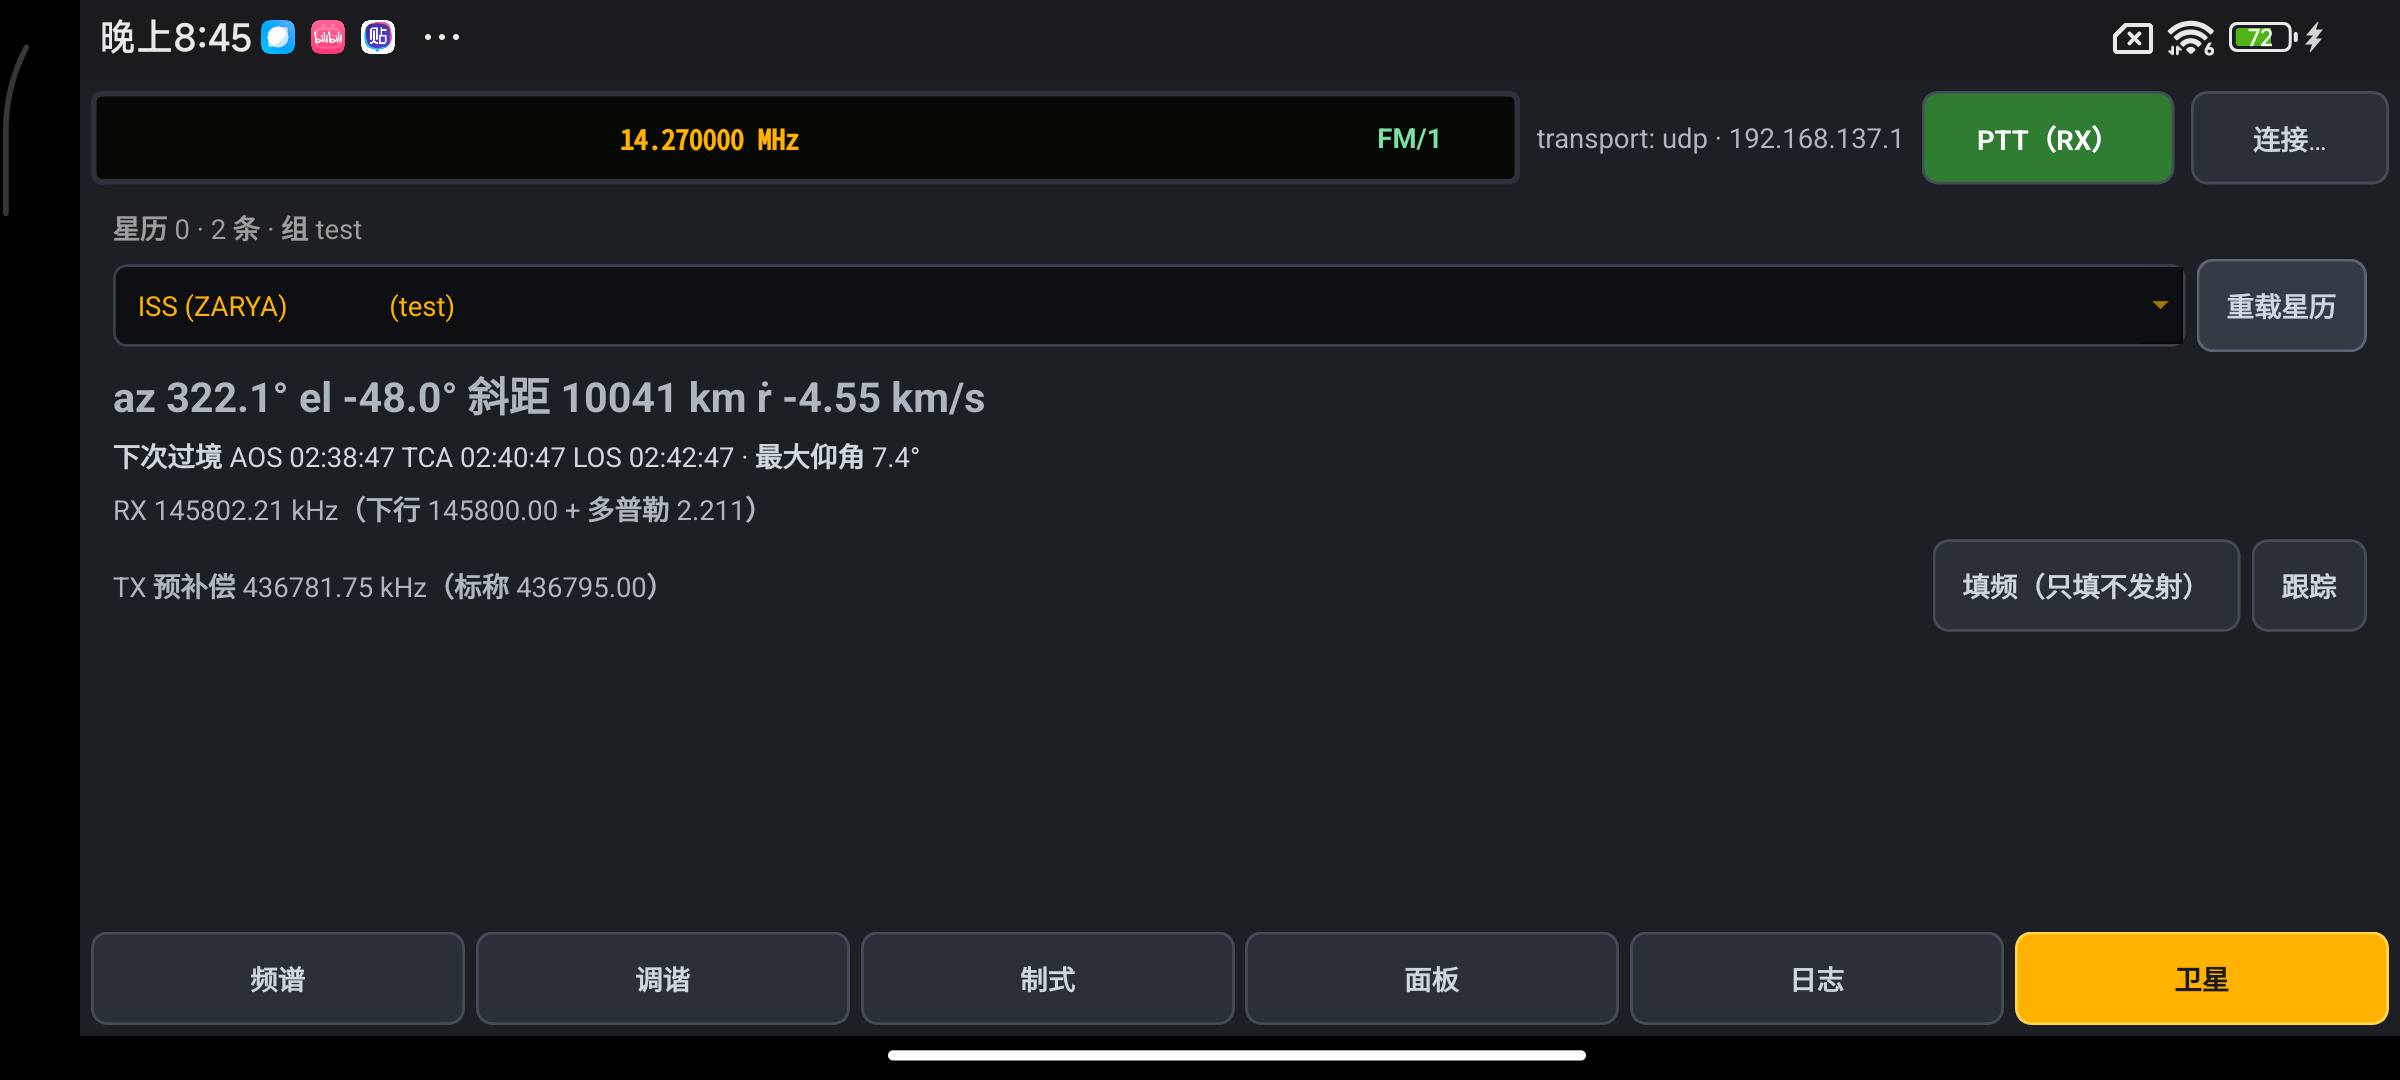 晚上8:45 bilibili 贴 ··· 6 72
14.270000 MHz FM/1 transport: udp · 192.168.137.1 PTT（RX） 连接...
星历 0 · 2 条 · 组 test
ISS (ZARYA) (test) 重载星历
az 322.1° el -48.0° 斜距 10041 km ṙ -4.55 km/s
下次过境 AOS 02:38:47 TCA 02:40:47 LOS 02:42:47 · 最大仰角 7.4°
RX 145802.21 kHz（下行 145800.00 + 多普勒 2.211）
TX 预补偿 436781.75 kHz（标称 436795.00） 填频（只填不发射） 跟踪
频谱 调谐 制式 面板 日志 卫星